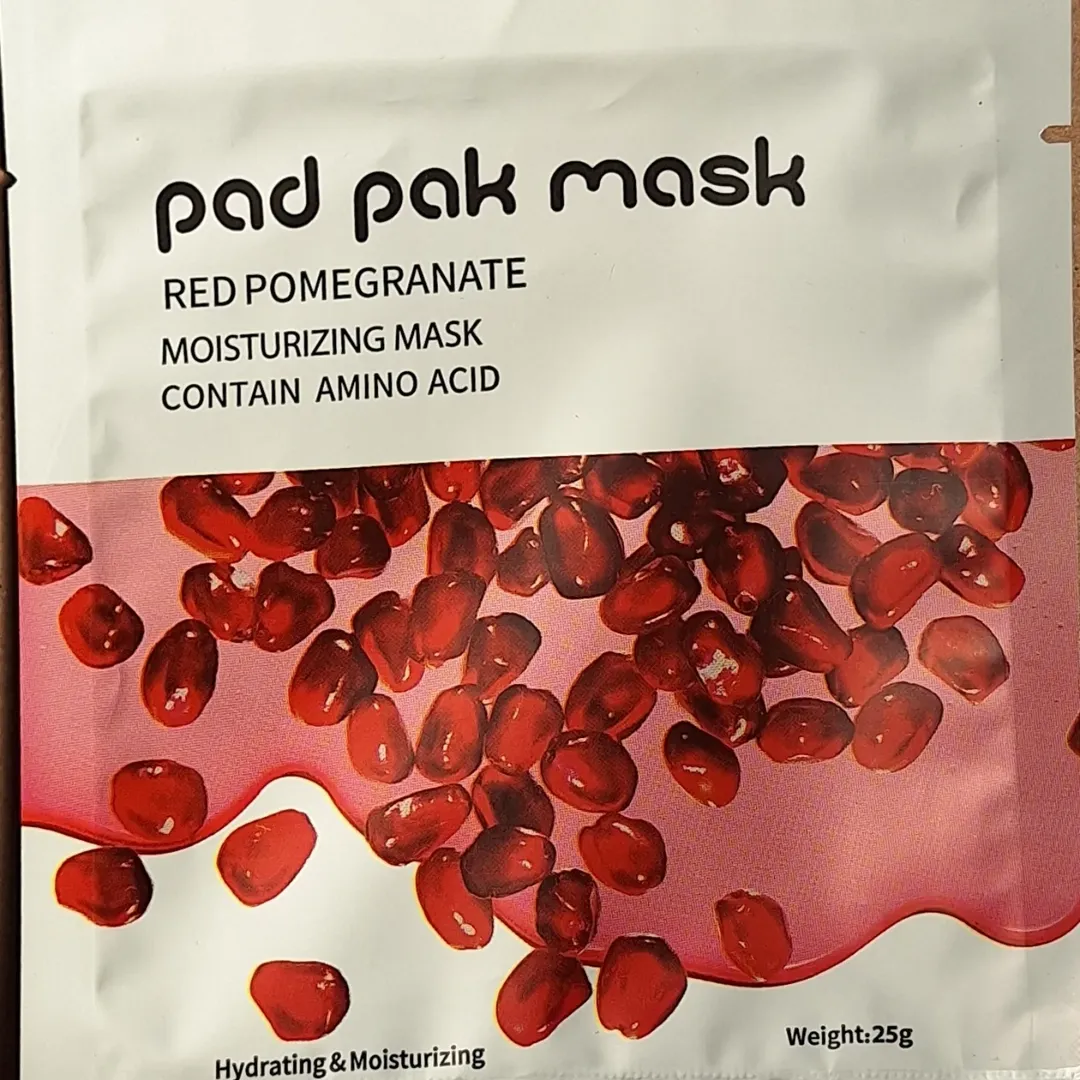 pad pak mask
RED POMEGRANATE
MOISTURIZING MASK
CONTAIN AMINO ACID
Weight:25g
Hydrating & Moisturizing